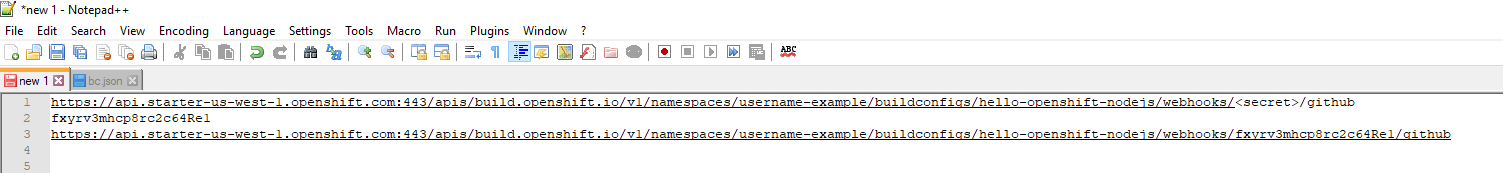 *new 1 - Notepad++
File Edit Search View Encoding Language Settings Tools Macro Run Plugins Window ?
ABC
new 1 bc.json
1 https://api.starter-us-west-1.openshift.com:443/apis/build.openshift.io/v1/namespaces/username-example/buildconfigs/hello-openshift-nodejs/webhooks/<secret>/github
2 fxyrv3mhcp8rc2c64Re1
3 https://api.starter-us-west-1.openshift.com:443/apis/build.openshift.io/v1/namespaces/username-example/buildconfigs/hello-openshift-nodejs/webhooks/fxyrv3mhcp8rc2c64Re1/github
4
5